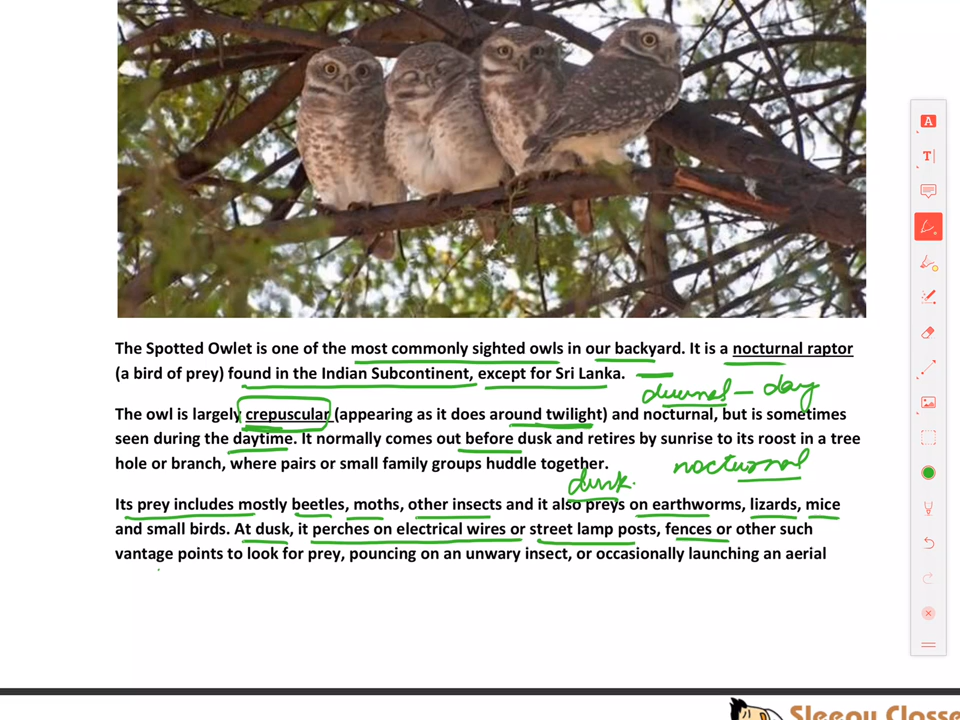 The Spotted Owlet is one of the most commonly sighted owls in our backyard. It is a nocturnal raptor
(a bird of prey) found in the Indian Subcontinent, except for Sri Lanka.
diurnal – day
The owl is largely crepuscular (appearing as it does around twilight) and nocturnal, but is sometimes
seen during the daytime. It normally comes out before dusk and retires by sunrise to its roost in a tree
hole or branch, where pairs or small family groups huddle together.
nocturnal
dusk.
Its prey includes mostly beetles, moths, other insects and it also preys on earthworms, lizards, mice
and small birds. At dusk, it perches on electrical wires or street lamp posts, fences or other such
vantage points to look for prey, pouncing on an unwary insect, or occasionally launching an aerial
A
T
Sleepy Classe